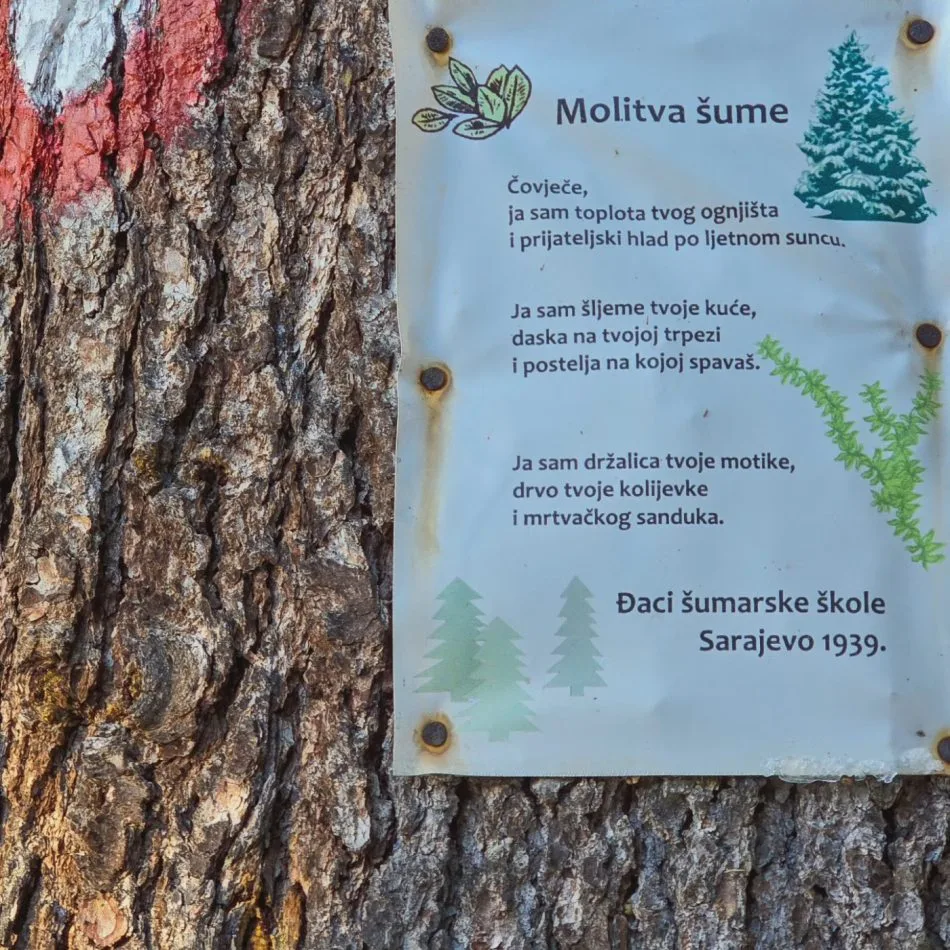 Molitva šume
Čovječe,
ja sam toplota tvog ognjišta
i prijateljski hlad po ljetnom suncu.
Ja sam šljeme tvoje kuće,
daska na tvojoj trpezi
i postelja na kojoj spavaš.
Ja sam držalica tvoje motike,
drvo tvoje kolijevke
i mrtvačkog sanduka.
Đaci šumarske škole
Sarajevo 1939.